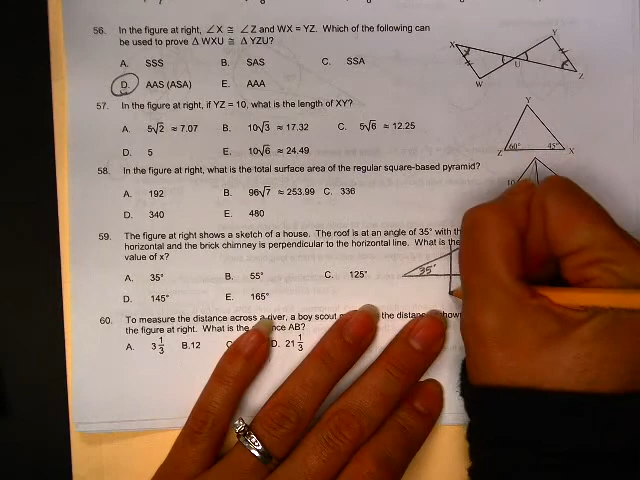 56. In the figure at right, ∠X ≅ ∠Z and WX = YZ. Which of the following can
be used to prove Δ WXU ≅ Δ YZU?
A. SSS B. SAS C. SSA
D. AAS (ASA) E. AAA
X Y U W Z
57. In the figure at right, if YZ = 10, what is the length of XY?
A. 5√2 ≈ 7.07 B. 10√3 ≈ 17.32 C. 5√6 ≈ 12.25
D. 5 E. 10√6 ≈ 24.49
Y
Z 60° 45° X
58. In the figure at right, what is the total surface area of the regular square-based pyramid?
A. 192 B. 96√7 ≈ 253.99 C. 336
D. 340 E. 480
10
59. The figure at right shows a sketch of a house. The roof is at an angle of 35° with
horizontal and the brick chimney is perpendicular to the horizontal line. What is the
value of x?
A. 35° B. 55° C. 125°
D. 145° E. 165°
35°
60. To measure the distance across a river, a boy scout the
the figure at right. What is the AB?
A. 3 1/3 B.12 D. 21 1/3